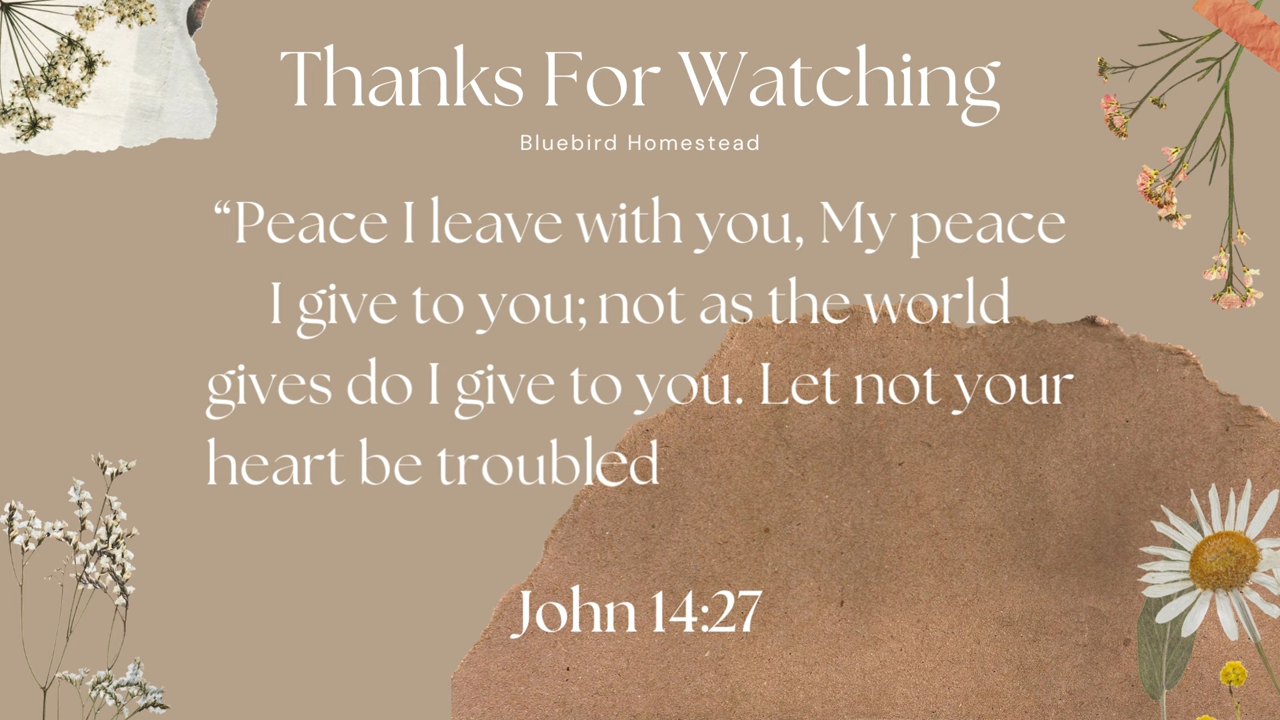 Thanks For Watching
Bluebird Homestead
“Peace I leave with you, My peace
I give to you; not as the world
gives do I give to you. Let not your
heart be troubled
John 14:27